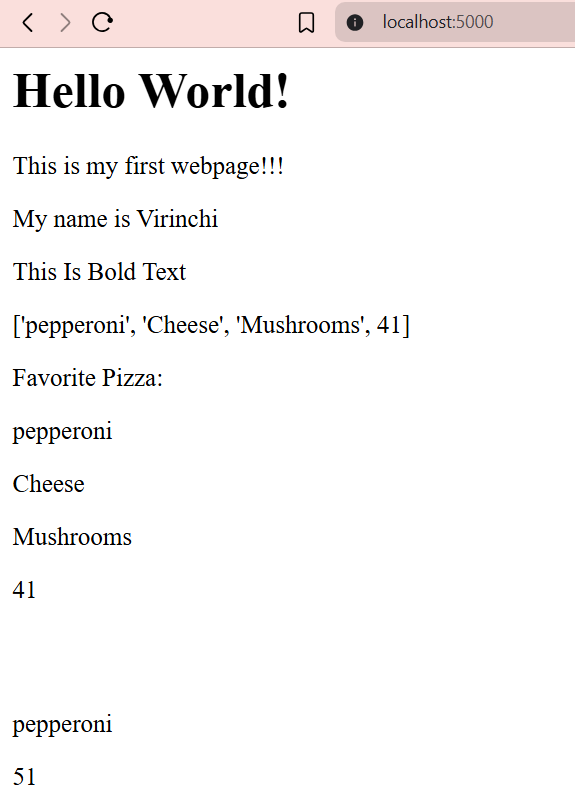 localhost:5000
Hello World!
This is my first webpage!!!
My name is Virinchi
This Is Bold Text
['pepperoni', 'Cheese', 'Mushrooms', 41]
Favorite Pizza:
pepperoni
Cheese
Mushrooms
41
pepperoni
51